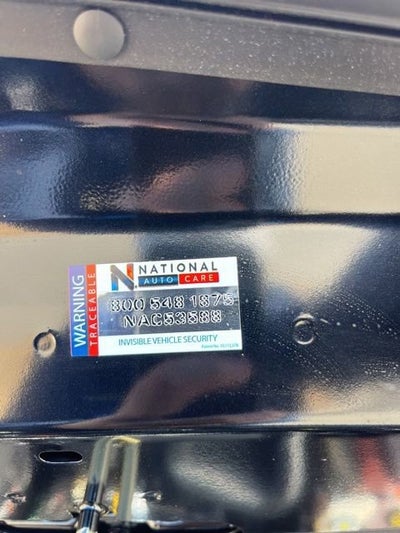 WARNING
TRACEABLE
N NATIONAL
AUTO CARE
800 548 1875
NAC53588
INVISIBLE VEHICLE SECURITY